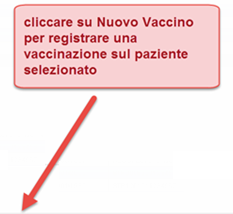 cliccare su Nuovo Vaccino
per registrare una
vaccinazione sul paziente
selezionato